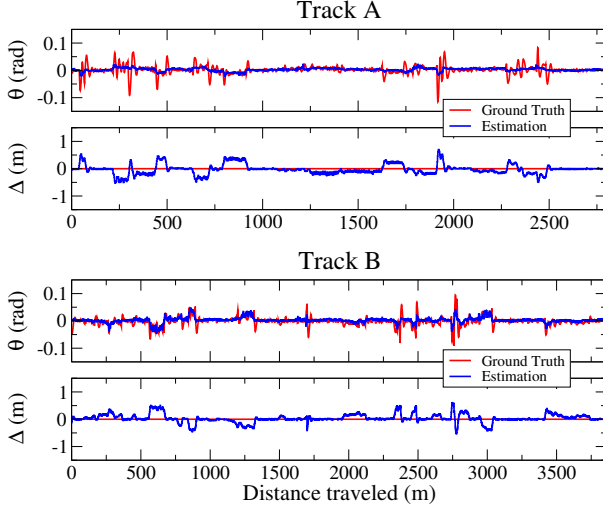 Track A
θ (rad)
0.1
0
-0.1
Ground Truth
Estimation
Δ (m)
1
0
-1
0 500 1000 1500 2000 2500
Track B
θ (rad)
0.1
0
-0.1
Ground Truth
Estimation
Δ (m)
1
0
-1
0 500 1000 1500 2000 2500 3000 3500
Distance traveled (m)